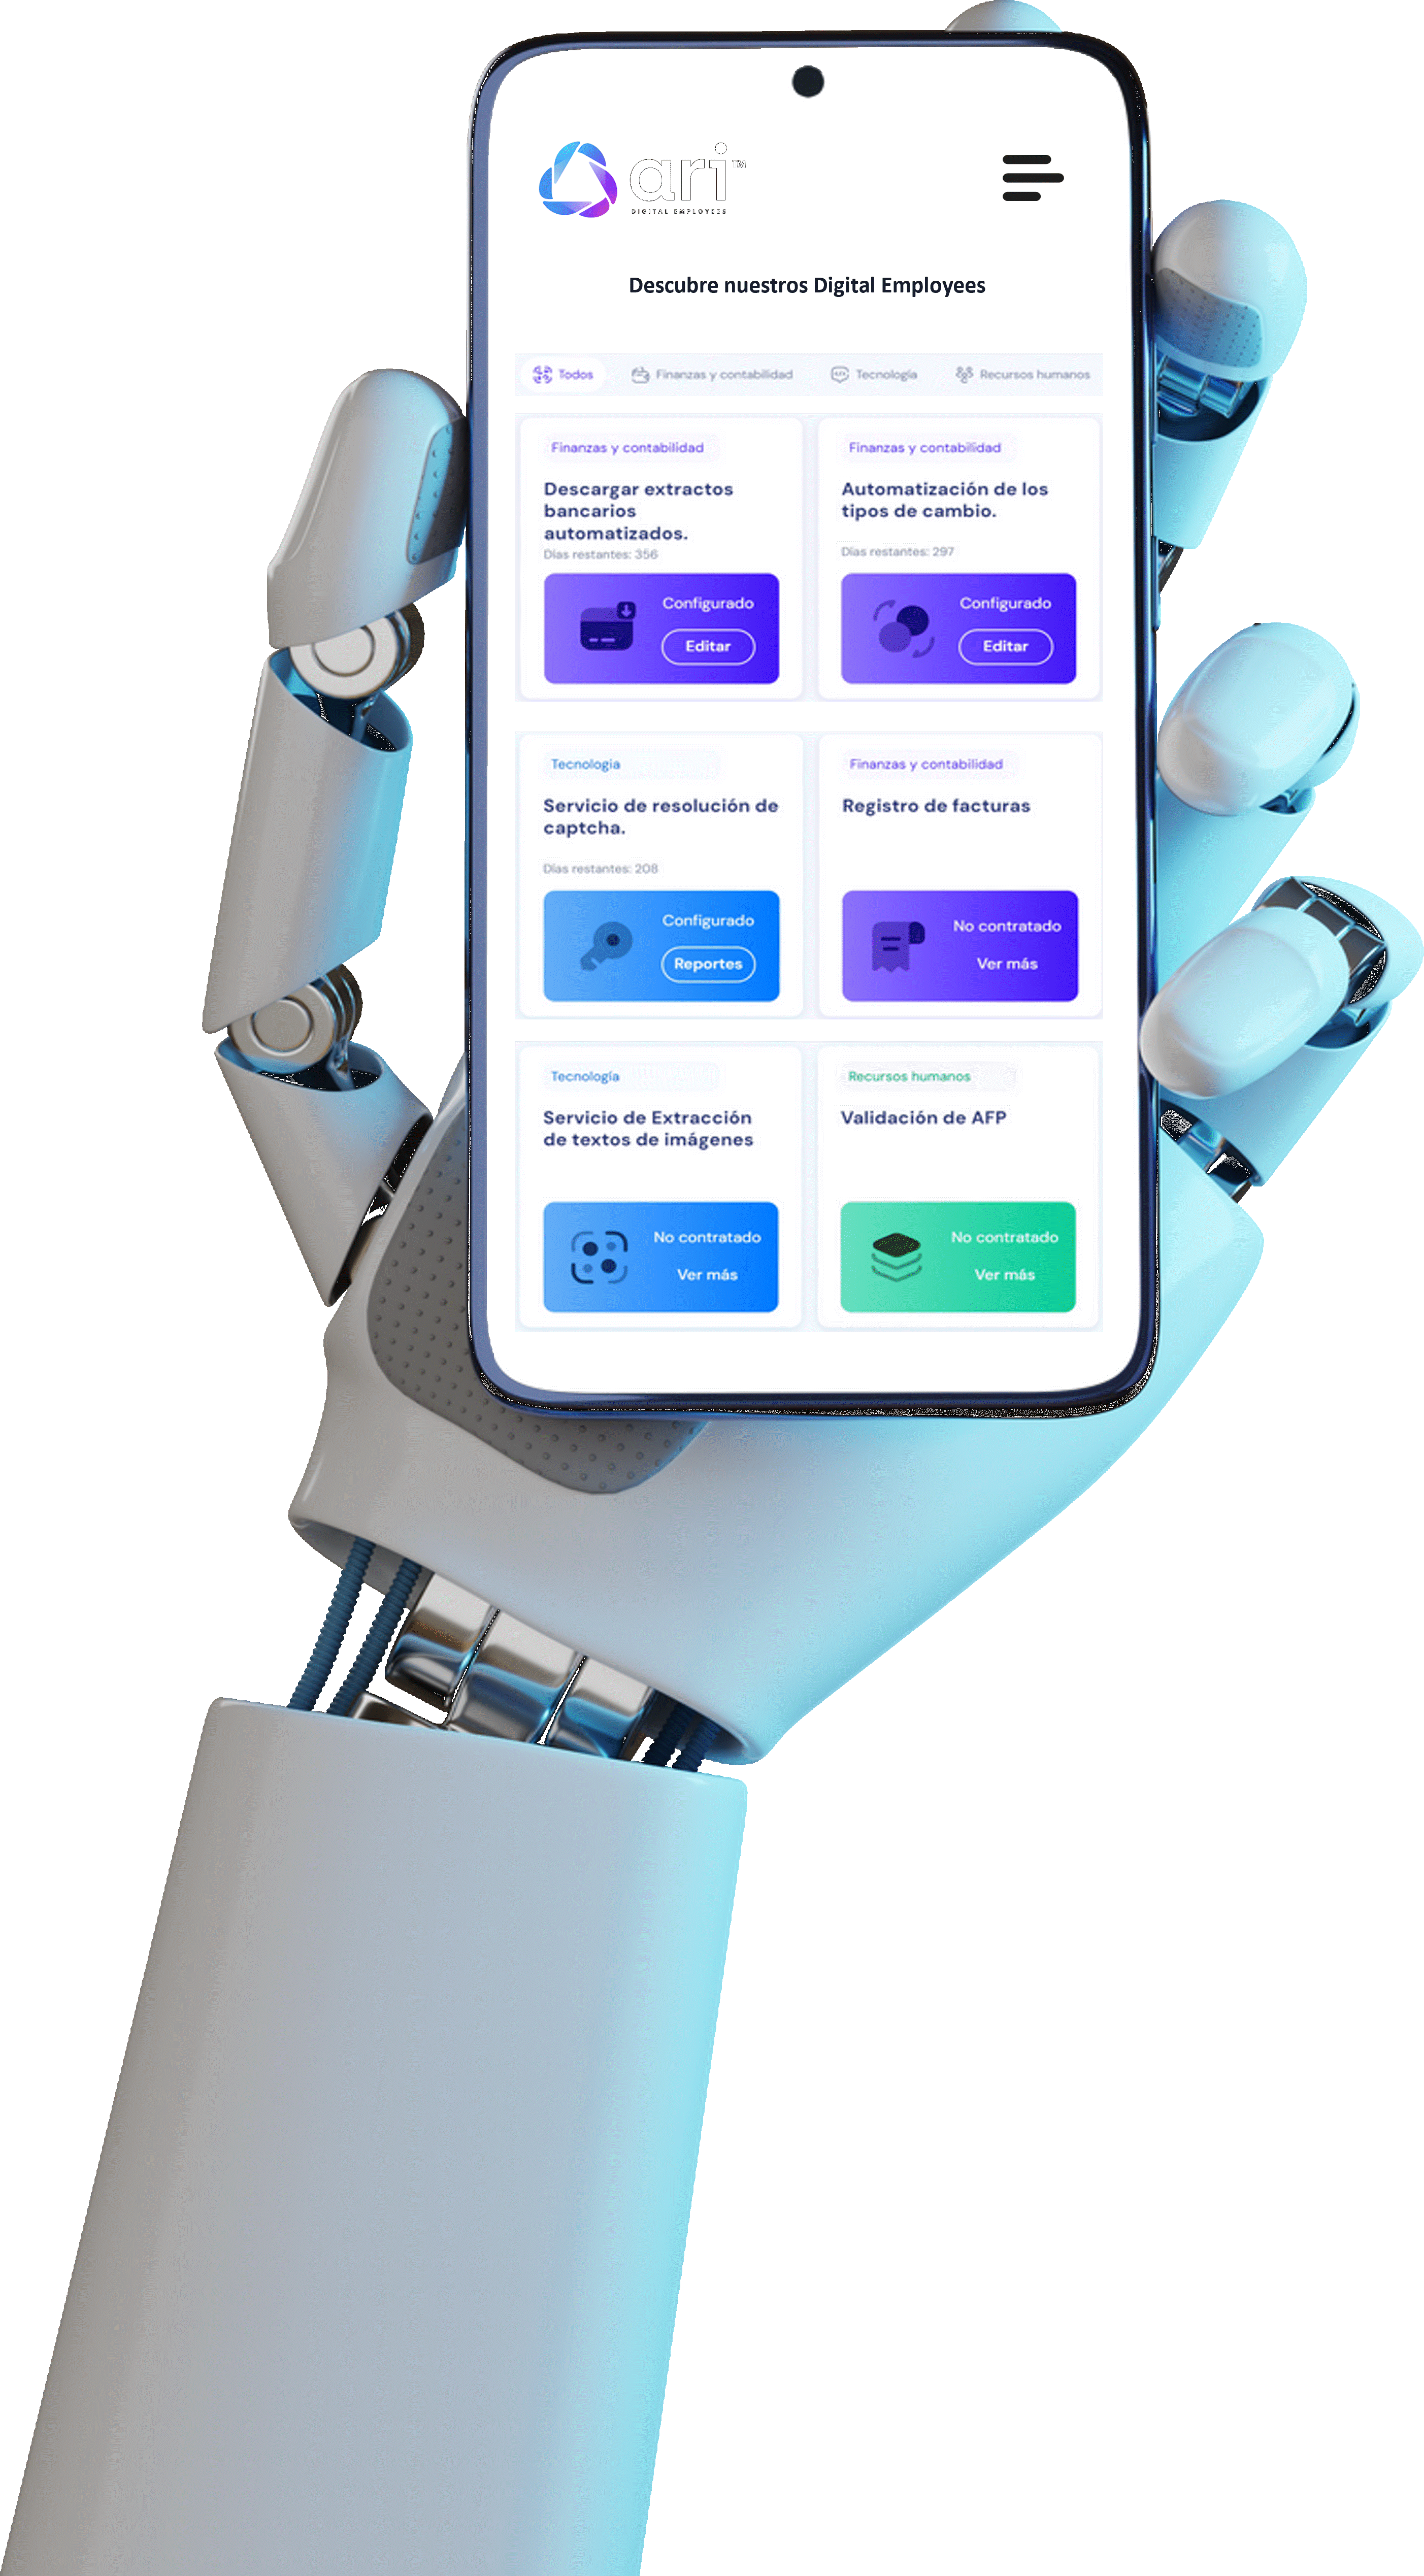 ari™
DIGITAL EMPLOYEES
Descubre nuestros Digital Employees
Todos
Finanzas y contabilidad
Tecnología
Recursos humanos
Finanzas y contabilidad
Descargar extractos
bancarios
automatizados.
Días restantes: 356
Configurado
Editar
Finanzas y contabilidad
Automatización de los
tipos de cambio.
Días restantes: 297
Configurado
Editar
Tecnología
Servicio de resolución de
captcha.
Días restantes: 208
Configurado
Reportes
Finanzas y contabilidad
Registro de facturas
No contratado
Ver más
Tecnología
Servicio de Extracción
de textos de imágenes
No contratado
Ver más
Recursos humanos
Validación de AFP
No contratado
Ver más